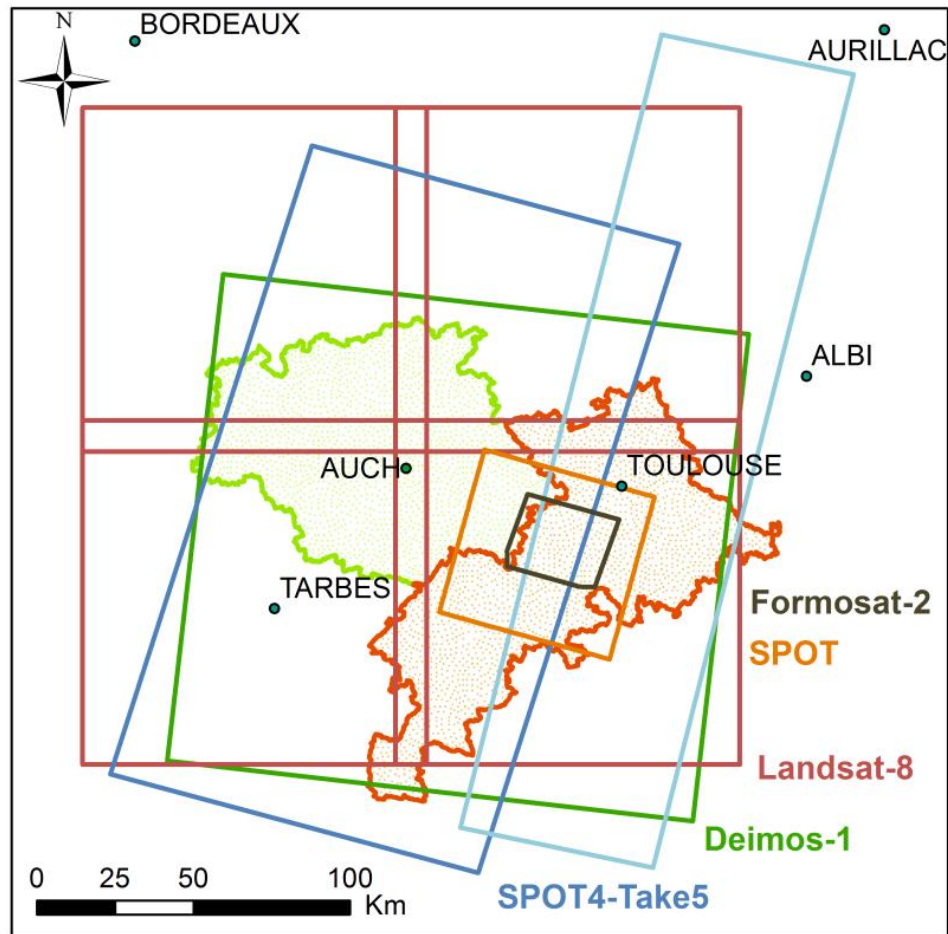 N
BORDEAUX
AURILLAC
ALBI
AUCH
TOULOUSE
TARBES
Formosat-2
SPOT
Landsat-8
Deimos-1
SPOT4-Take5
0 25 50 100
Km